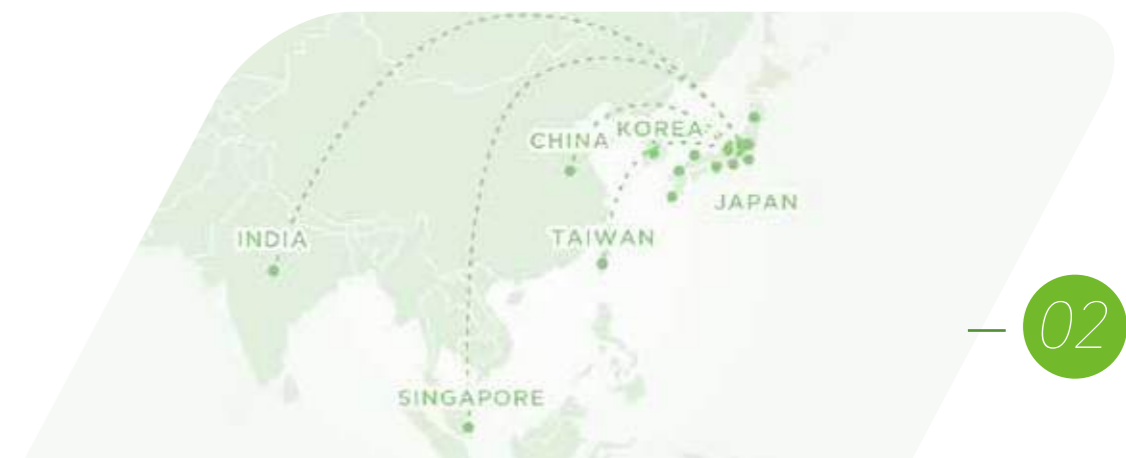 CHINA
KOREA
JAPAN
INDIA
TAIWAN
02
SINGAPORE